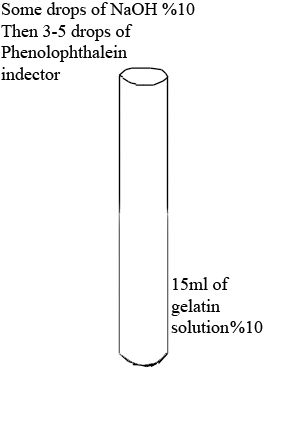 Some drops of NaOH %10
Then 3-5 drops of
Phenolophthalein
indector
15ml of
gelatin
solution%10